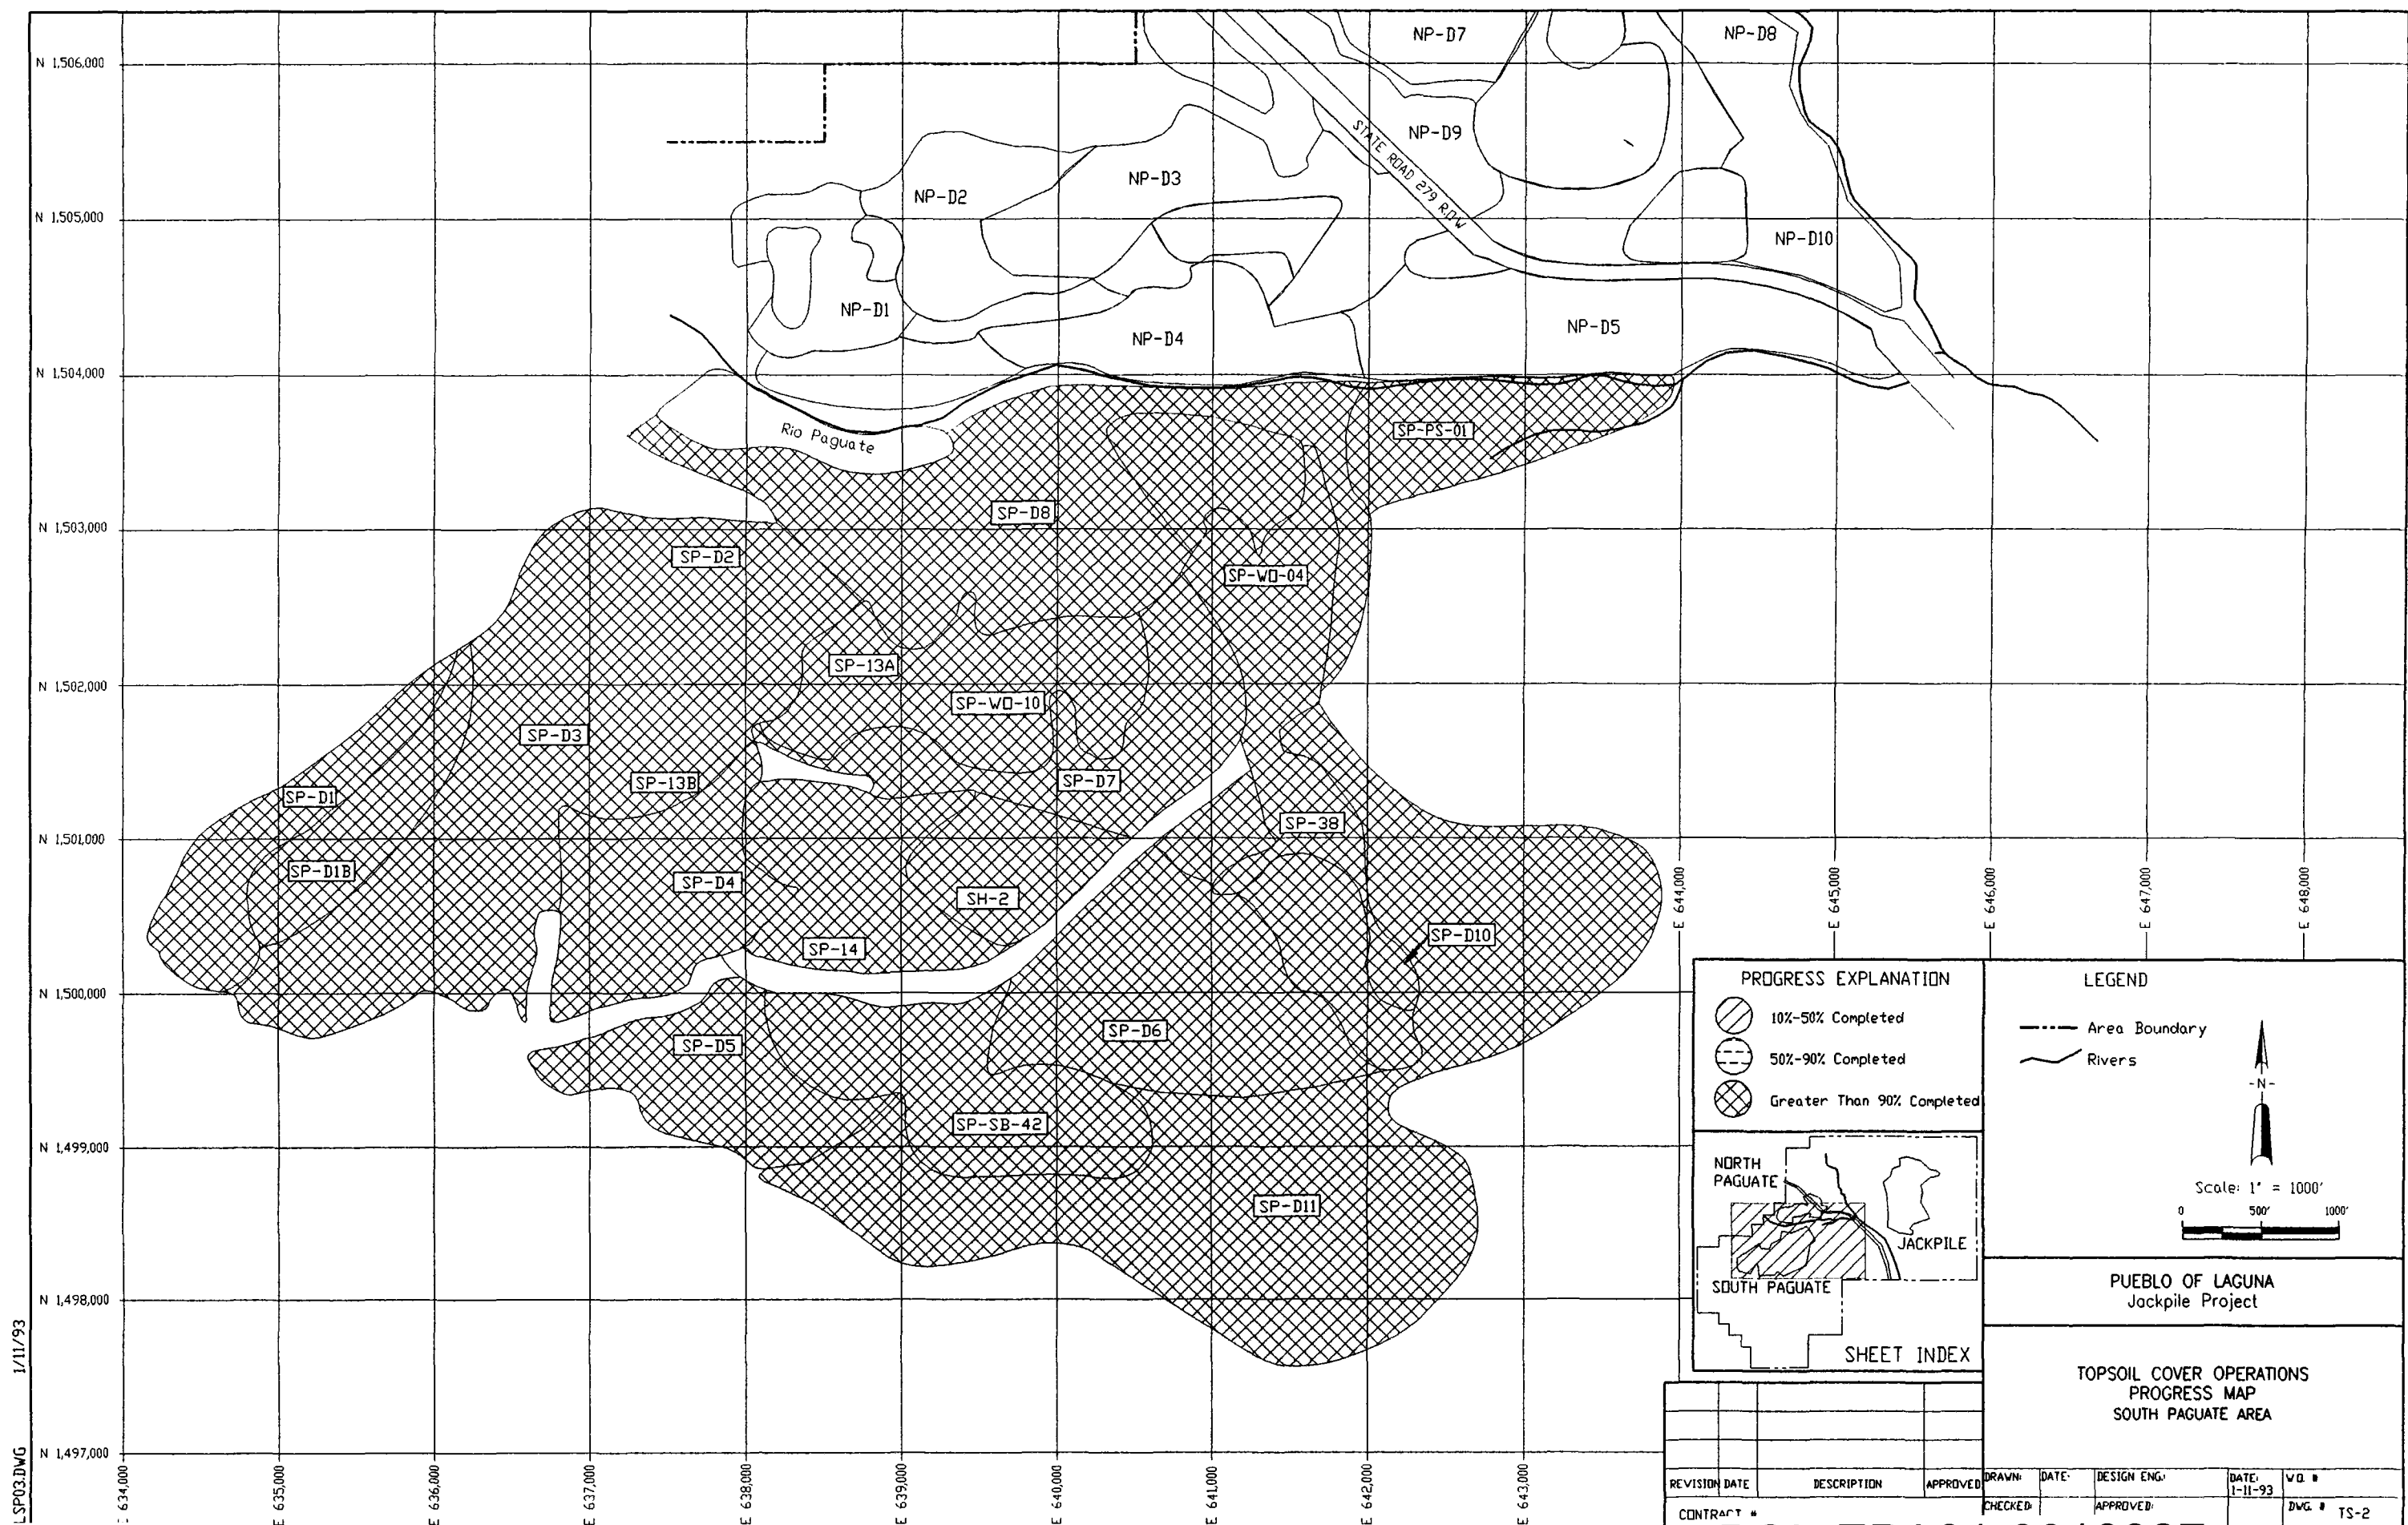 NP-D7
NP-D8
N 1,506,000
NP-D9
STATE ROAD 279 R.O.W
NP-D3
NP-D2
N 1,505,000
NP-D10
NP-D1
NP-D5
NP-D4
N 1,504,000
Rio Paguate
SP-PS-01
SP-D8
N 1,503,000
SP-D2
SP-WO-04
SP-13A
N 1,502,000
SP-WO-10
SP-D3
SP-13B
SP-D7
SP-D1
SP-38
N 1,501,000
SP-D1B
SP-D4
SH-2
E 644,000
E 645,000
E 646,000
E 647,000
E 648,000
SP-D10
SP-14
N 1,500,000
SP-D6
SP-D5
SP-SB-42
N 1,499,000
SP-D11
N 1,498,000
N 1,497,000
E 634,000
E 635,000
E 636,000
E 637,000
E 638,000
E 639,000
E 640,000
E 641,000
E 642,000
E 643,000
LSP03.DWG 1/11/93
PROGRESS EXPLANATION
10%-50% Completed
50%-90% Completed
Greater Than 90% Completed
LEGEND
Area Boundary
Rivers
-N-
Scale: 1" = 1000'
0 500' 1000'
NORTH
PAGUATE
JACKPILE
SOUTH PAGUATE
SHEET INDEX
PUEBLO OF LAGUNA
Jackpile Project
TOPSOIL COVER OPERATIONS
PROGRESS MAP
SOUTH PAGUATE AREA
REVISION DATE DESCRIPTION APPROVED
CONTRACT #
DRAWN: DATE: DESIGN ENG.: DATE: W.O. #
1-11-93
CHECKED: APPROVED: DWG. # TS-2